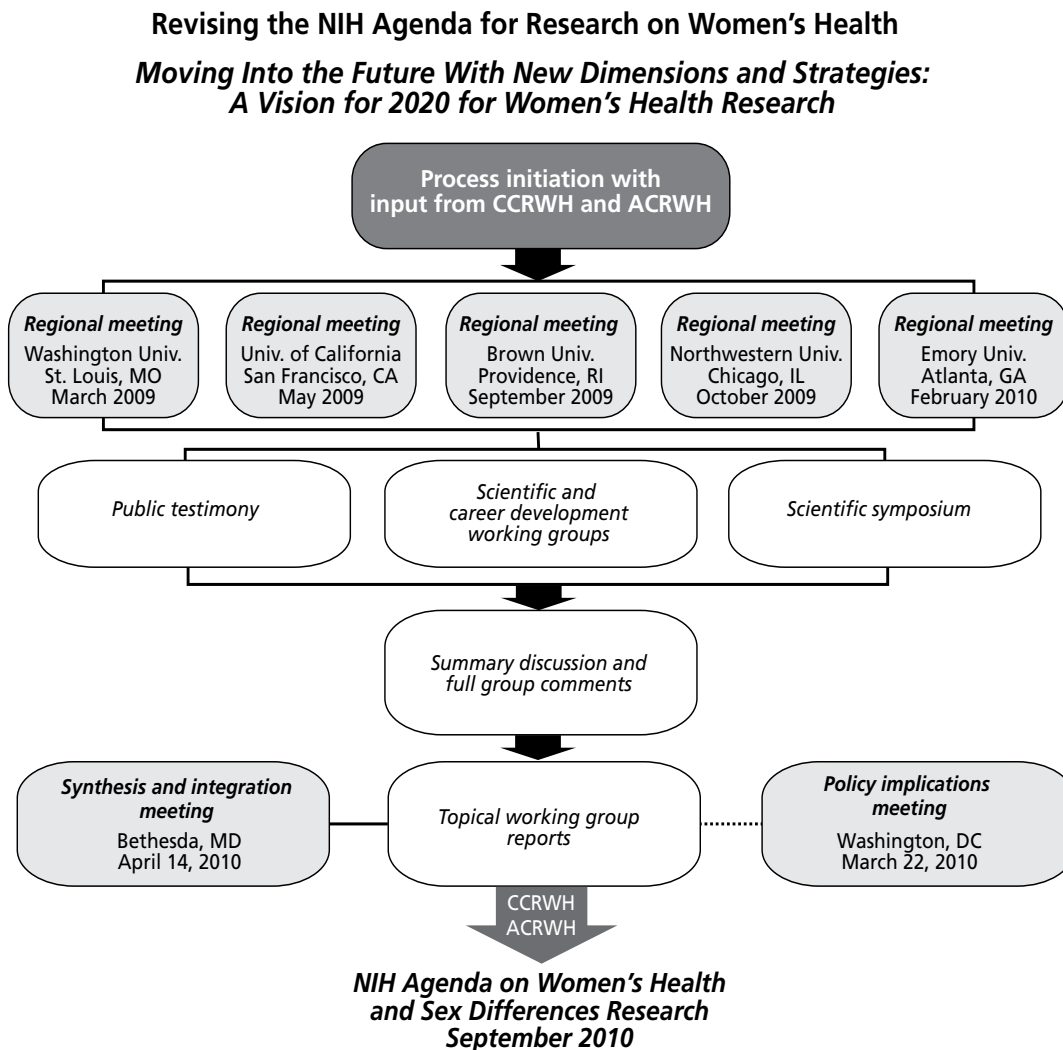 Revising the NIH Agenda for Research on Women's Health
Moving Into the Future With New Dimensions and Strategies:
A Vision for 2020 for Women's Health Research
Process initiation with
input from CCRWH and ACRWH
Regional meeting
Washington Univ.
St. Louis, MO
March 2009
Regional meeting
Univ. of California
San Francisco, CA
May 2009
Regional meeting
Brown Univ.
Providence, RI
September 2009
Regional meeting
Northwestern Univ.
Chicago, IL
October 2009
Regional meeting
Emory Univ.
Atlanta, GA
February 2010
Public testimony
Scientific and
career development
working groups
Scientific symposium
Summary discussion and
full group comments
Synthesis and integration
meeting
Bethesda, MD
April 14, 2010
Topical working group
reports
Policy implications
meeting
Washington, DC
March 22, 2010
CCRWH
ACRWH
NIH Agenda on Women's Health
and Sex Differences Research
September 2010